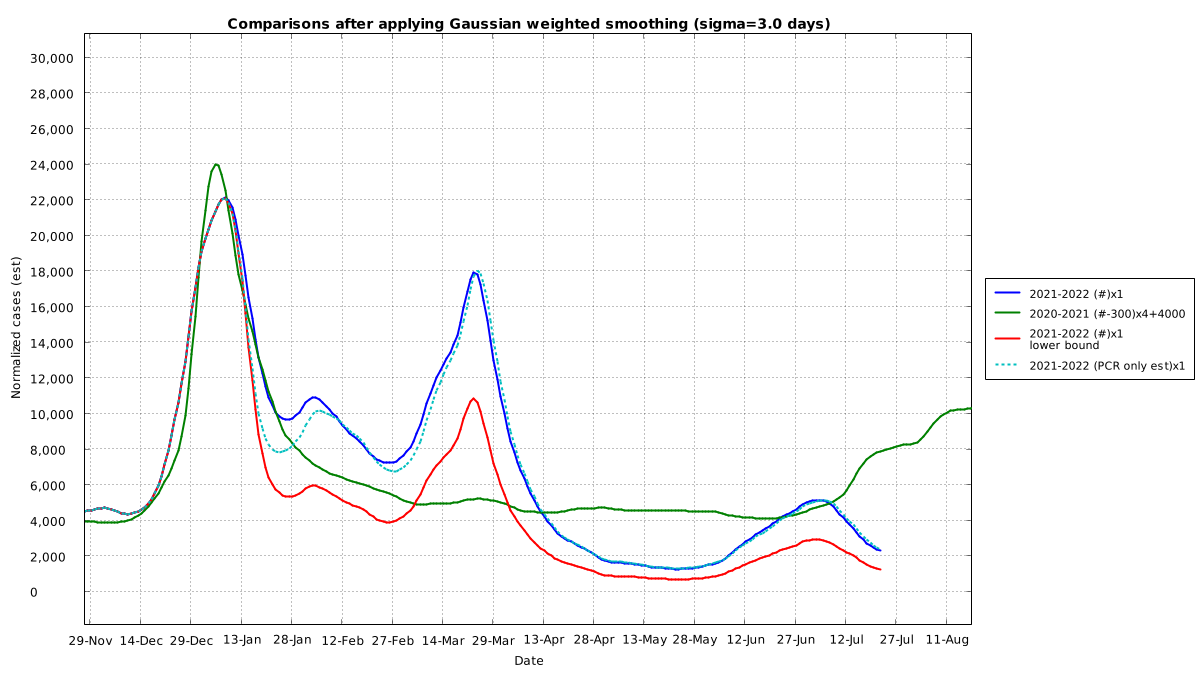 Comparisons after applying Gaussian weighted smoothing (sigma=3.0 days)
30,000
28,000
26,000
24,000
22,000
20,000
18,000
16,000
14,000
12,000
10,000
8,000
6,000
4,000
2,000
0
Normalized cases (est)
29-Nov 14-Dec 29-Dec 13-Jan 28-Jan 12-Feb 27-Feb 14-Mar 29-Mar 13-Apr 28-Apr 13-May 28-May 12-Jun 27-Jun 12-Jul 27-Jul 11-Aug
Date
2021-2022 (#)x1
2020-2021 (#-300)x4+4000
2021-2022 (#)x1
lower bound
2021-2022 (PCR only est)x1